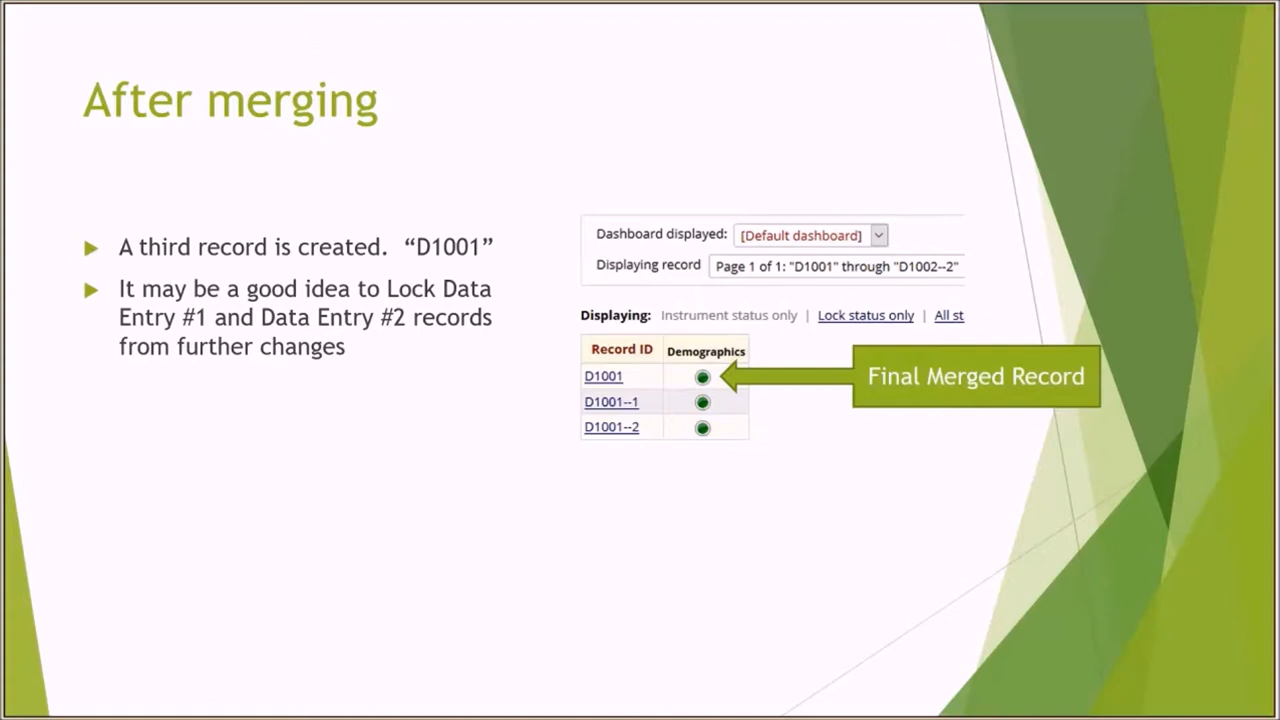 After merging
A third record is created.  “D1001”
It may be a good idea to Lock Data
Entry #1 and Data Entry #2 records
from further changes
Dashboard displayed: [Default dashboard]
Displaying record Page 1 of 1: "D1001" through "D1002--2"
Displaying: Instrument status only | Lock status only | All st
Record ID Demographics
D1001
D1001--1
D1001--2
Final Merged Record